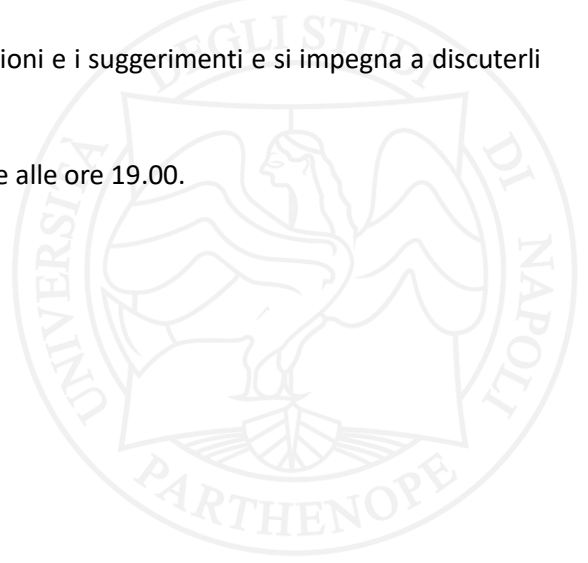 ioni e i suggerimenti e si impegna a discuterli
e alle ore 19.00.
UNIVERSITÀ DEGLI STUDI DI NAPOLI
PARTHENOPE